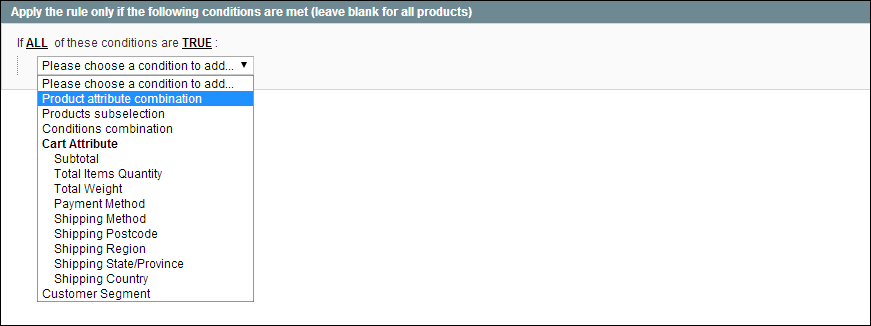 Apply the rule only if the following conditions are met (leave blank for all products)
If ALL of these conditions are TRUE :
Please choose a condition to add...
Please choose a condition to add...
Product attribute combination
Products subselection
Conditions combination
Cart Attribute
Subtotal
Total Items Quantity
Total Weight
Payment Method
Shipping Method
Shipping Postcode
Shipping Region
Shipping State/Province
Shipping Country
Customer Segment